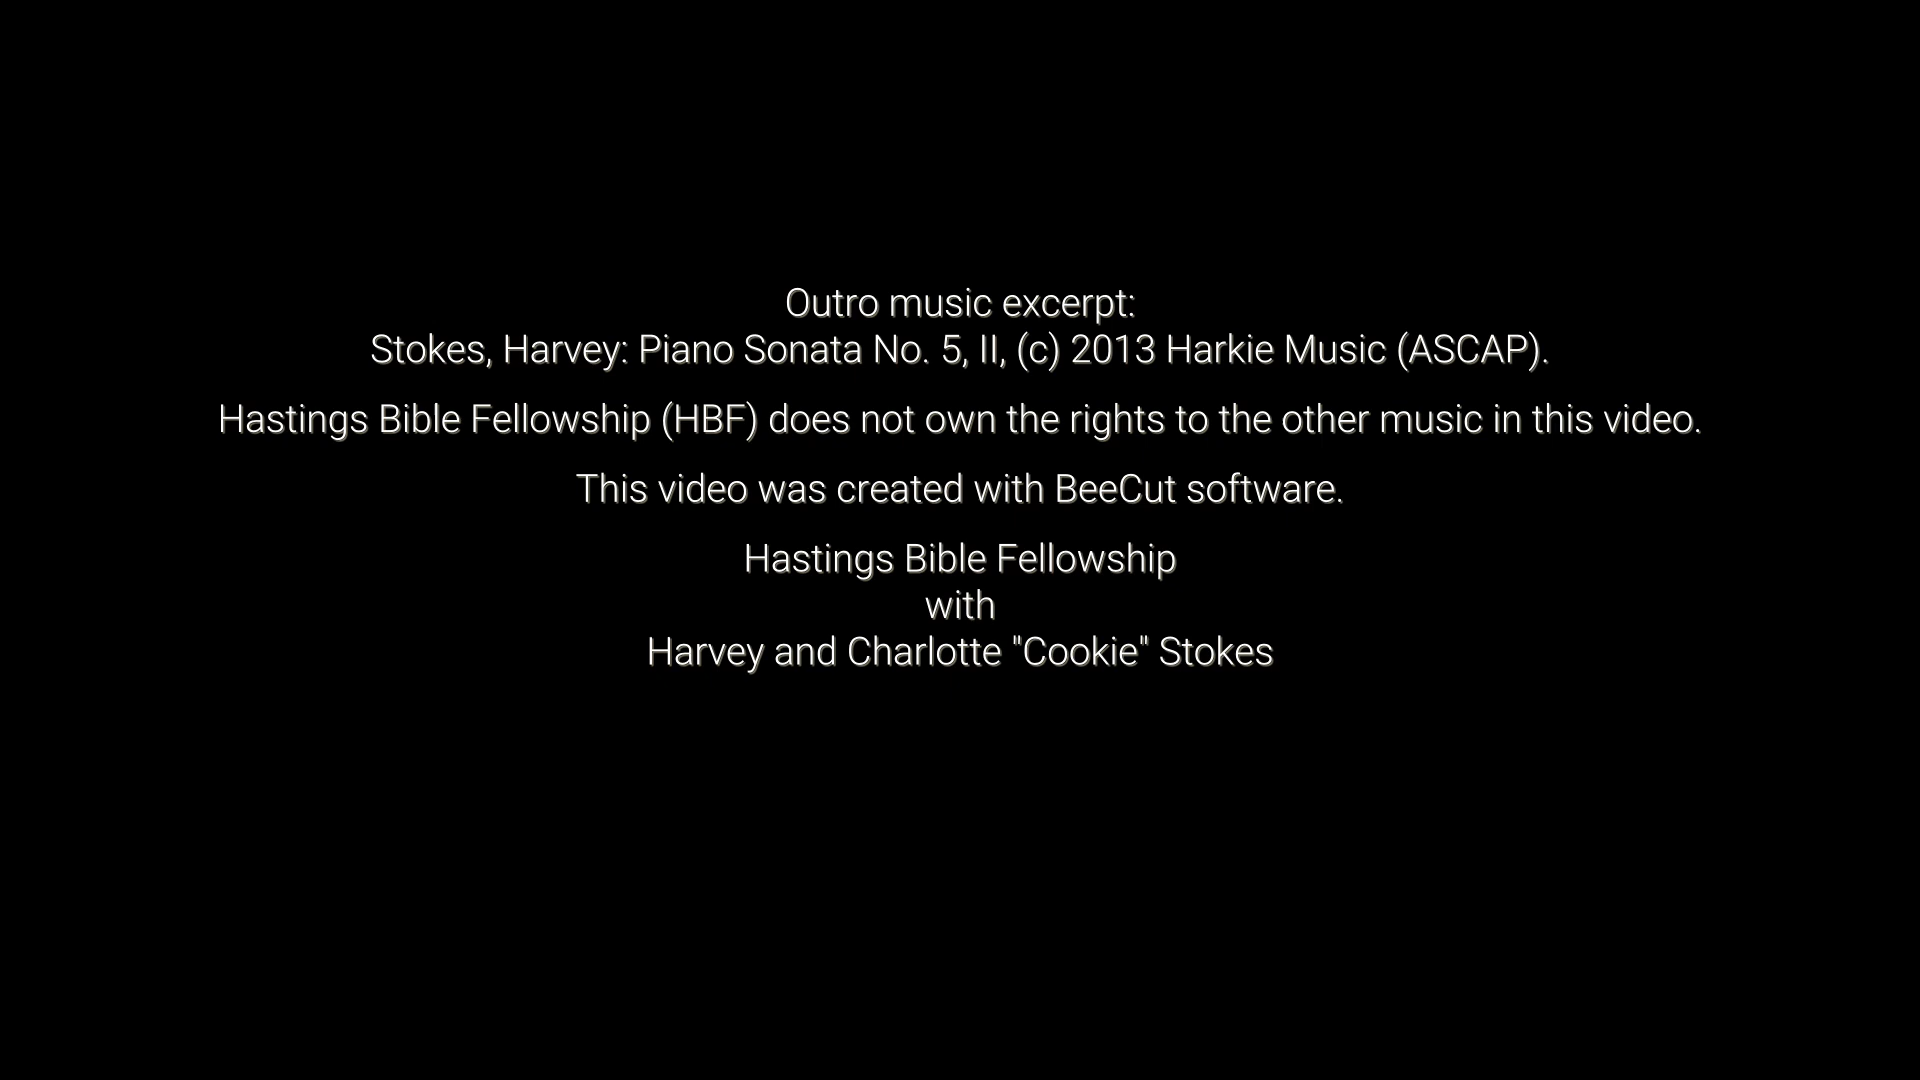 Outro music excerpt:
Stokes, Harvey: Piano Sonata No. 5, II, (c) 2013 Harkie Music (ASCAP).
Hastings Bible Fellowship (HBF) does not own the rights to the other music in this video.
This video was created with BeeCut software.
Hastings Bible Fellowship
with
Harvey and Charlotte "Cookie" Stokes